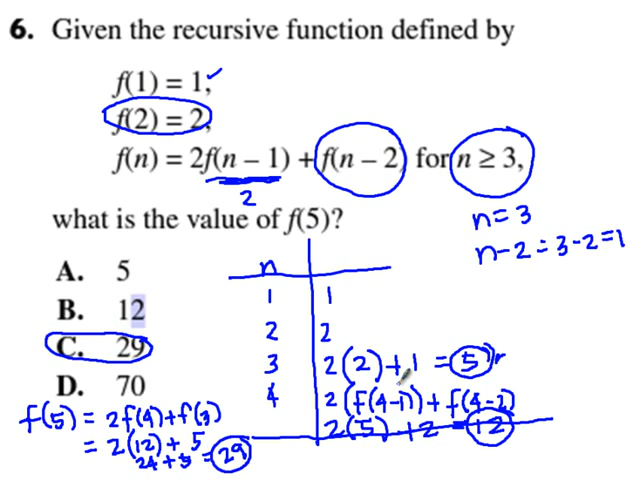 6. Given the recursive function defined by
f(1) = 1;
f(2) = 2,
f(n) = 2f(n − 1) + f(n − 2) for n ≥ 3,
2
what is the value of f(5)?
n = 3
n-2 = 3-2 = 1
A. 5
B. 12
C. 29
D. 70
n
1 1
2 2
3 2(2)+1 = 5
4 2(f(4-1)) + f(4-2)
2(5) + 2 = 12
f(5) = 2f(4)+f(3)
= 2(12) + 5
24 + 5 = 29